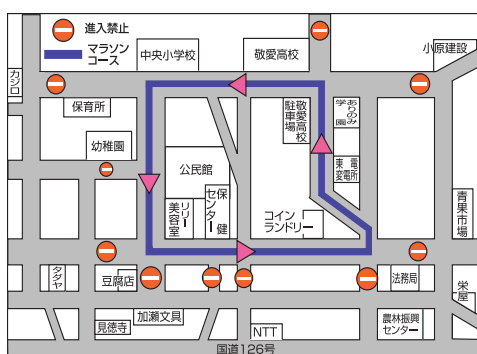 進入禁止
マラソン
コース
中央小学校
敬愛高校
小原建設
カジロ
保育所
敬愛高校
駐車場
ありのみ
学園
幼稚園
公民館
東電
変電所
リリー
美容室
保健
センター
コイン
ランドリー
青果市場
タダヤ
豆腐店
法務局
栄屋
見徳寺
加瀬文具
NTT
農林振興
センター
国道126号